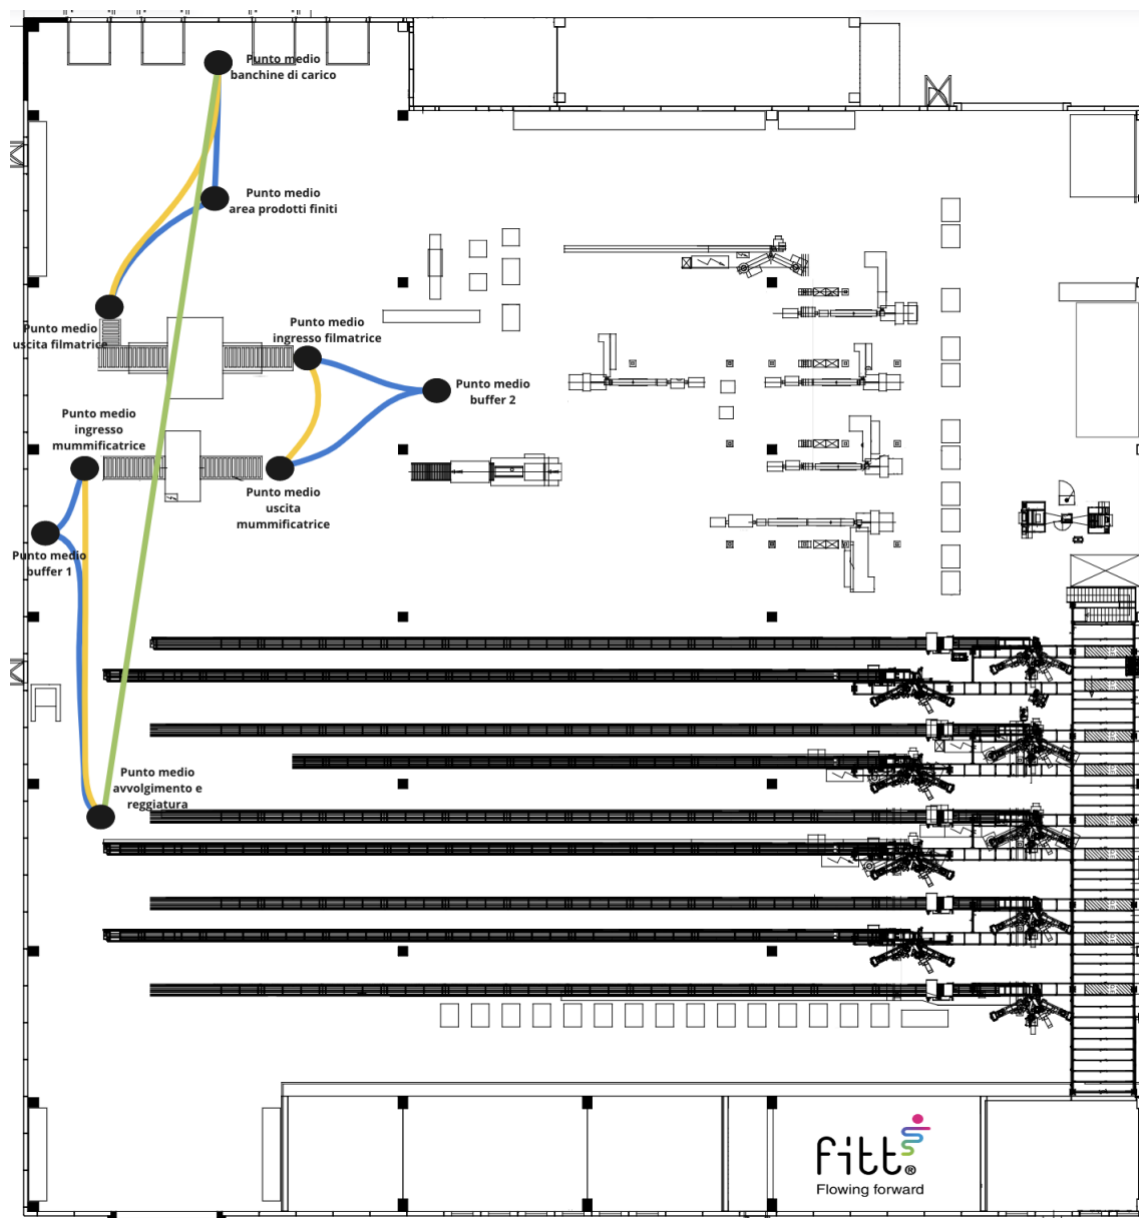 Punto medio
banchine di carico
Punto medio
area prodotti finiti
Punto medio
uscita filmatrice
Punto medio
ingresso filmatrice
Punto medio
buffer 2
Punto medio
ingresso
mummificatrice
Punto medio
uscita
mummificatrice
Punto medio
buffer 1
Punto medio
avvolgimento e
reggiatura
fitt®
Flowing forward